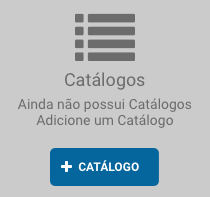 Catálogos
Ainda não possui Catálogos
Adicione um Catálogo
+ CATÁLOGO